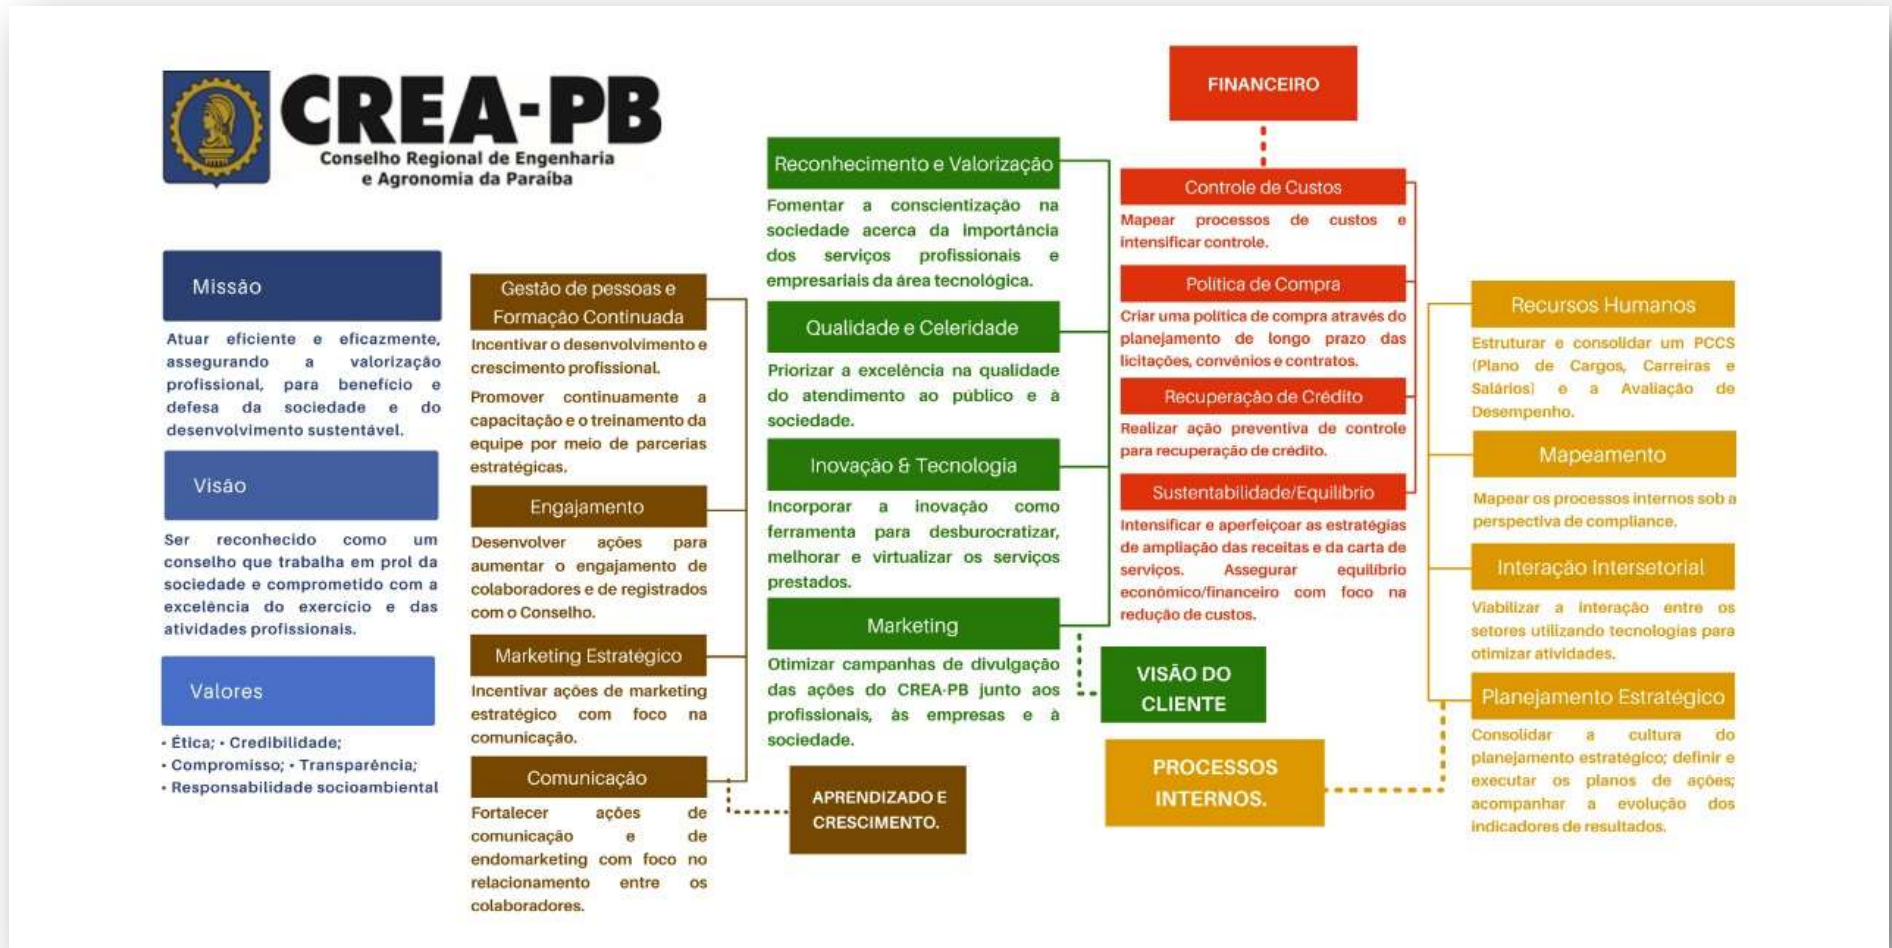 CREA-PB
Conselho Regional de Engenharia
e Agronomia da Paraíba
Missão
Atuar eficiente e eficazmente,
assegurando a valorização
profissional, para benefício e
defesa da sociedade e do
desenvolvimento sustentável.
Visão
Ser reconhecido como um
conselho que trabalha em prol da
sociedade e comprometido com a
excelência do exercício e das
atividades profissionais.
Valores
• Ética; • Credibilidade;
• Compromisso; • Transparência;
• Responsabilidade socioambiental
Gestão de pessoas e
Formação Continuada
Incentivar o desenvolvimento e
crescimento profissional.
Promover continuamente a
capacitação e o treinamento da
equipe por meio de parcerias
estratégicas.
Engajamento
Desenvolver ações para
aumentar o engajamento de
colaboradores e de registrados
com o Conselho.
Marketing Estratégico
Incentivar ações de marketing
estratégico com foco na
comunicação.
Comunicação
Fortalecer ações de
comunicação e de
endomarketing com foco no
relacionamento entre os
colaboradores.
APRENDIZADO E
CRESCIMENTO.
Reconhecimento e Valorização
Fomentar a conscientização na
sociedade acerca da importância
dos serviços profissionais e
empresariais da área tecnológica.
Qualidade e Celeridade
Priorizar a excelência na qualidade
do atendimento ao público e à
sociedade.
Inovação & Tecnologia
Incorporar a inovação como
ferramenta para desburocratizar,
melhorar e virtualizar os serviços
prestados.
Marketing
Otimizar campanhas de divulgação
das ações do CREA-PB junto aos
profissionais, às empresas e à
sociedade.
VISÃO DO
CLIENTE
FINANCEIRO
Controle de Custos
Mapear processos de custos e
intensificar controle.
Política de Compra
Criar uma política de compra através do
planejamento de longo prazo das
licitações, convênios e contratos.
Recuperação de Crédito
Realizar ação preventiva de controle
para recuperação de crédito.
Sustentabilidade/Equilíbrio
Intensificar e aperfeiçoar as estratégias
de ampliação das receitas e da carta de
serviços. Assegurar equilíbrio
econômico/financeiro com foco na
redução de custos.
PROCESSOS
INTERNOS.
Recursos Humanos
Estruturar e consolidar um PCCS
(Plano de Cargos, Carreiras e
Salários) e a Avaliação de
Desempenho.
Mapeamento
Mapear os processos internos sob a
perspectiva de compliance.
Interação Intersetorial
Viabilizar a interação entre os
setores utilizando tecnologias para
otimizar atividades.
Planejamento Estratégico
Consolidar a cultura do
planejamento estratégico; definir e
executar os planos de ações;
acompanhar a evolução dos
indicadores de resultados.